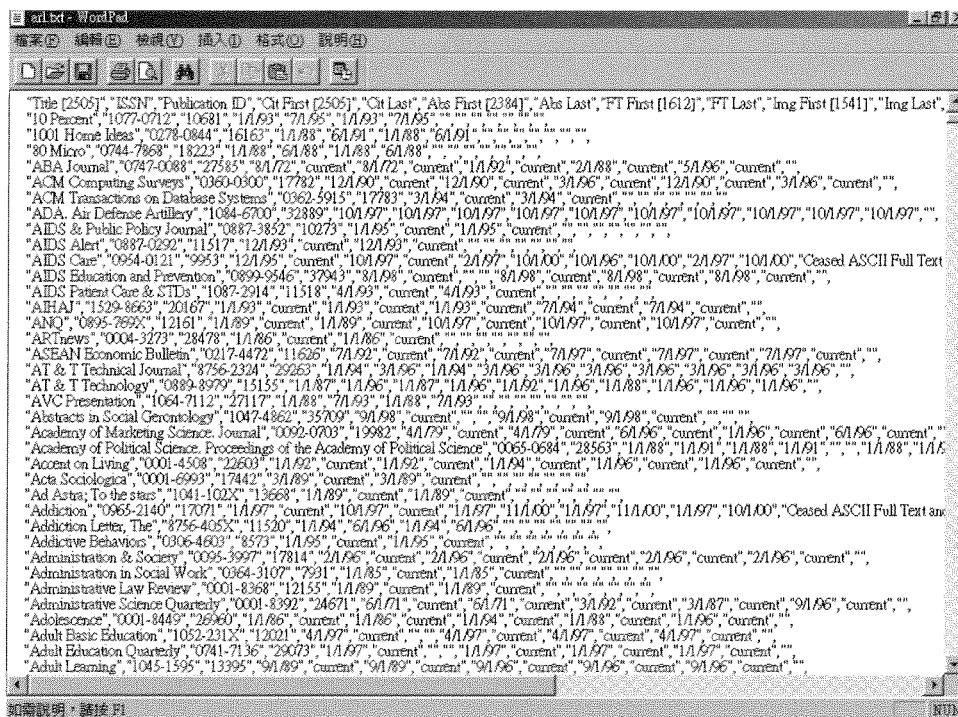 arl.txt - WordPad
檔案(F) 編輯(E) 檢視(V) 插入(I) 格式(O) 說明(H)
"Title [2505]","ISSN","Publication ID","Cit First [2505]","Cit Last","Abs First [2384]","Abs Last","FT First [1612]","FT Last","Img First [1541]","Img Last",
"10 Percent","1077-0712","10681","1/1/93","7/1/95","1/1/93","7/1/95","","","","","",""
"1001 Home Ideas","0278-0844","16163","1/1/88","6/1/91","1/1/88","6/1/91","","","","","",""
"80 Micro","0744-7868","18223","1/1/88","6/1/88","1/1/88","6/1/88","","","","","",""
"ABA Journal","0747-0088","27585","8/1/72","current","8/1/72","current","1/1/92","current","2/1/88","current","5/1/96","current",""
"ACM Computing Surveys","0360-0300","17782","12/1/90","current","12/1/90","current","3/1/96","current","12/1/90","current","3/1/96","current","",
"ACM Transactions on Database Systems","0362-5915","17783","3/1/94","current","3/1/94","current","","","","","",""
"ADA. Air Defense Artillery","1084-6700","32889","10/1/97","10/1/97","10/1/97","10/1/97","10/1/97","10/1/97","10/1/97","10/1/97","10/1/97","10/1/97","",
"AIDS & Public Policy Journal","0887-3852","10273","1/1/95","current","1/1/95","current","","","","","","",
"AIDS Alert","0887-0292","11517","12/1/93","current","12/1/93","current","","","","","",""
"AIDS Care","0954-0121","9953","12/1/95","current","10/1/97","current","2/1/97","10/1/00","10/1/96","10/1/00","2/1/97","10/1/00","Ceased ASCII Full Text
"AIDS Education and Prevention","0899-9546","37943","8/1/98","current","","","8/1/98","current","8/1/98","current","8/1/98","current","",
"AIDS Patient Care & STDs","1087-2914","11518","4/1/93","current","4/1/93","current","","","","","",""
"AIHAJ","1529-8663","20167","1/1/93","current","1/1/93","current","1/1/93","current","7/1/94","current","7/1/94","current","",
"ANQ","0895-769X","12161","1/1/89","current","1/1/89","current","10/1/97","current","10/1/97","current","10/1/97","current","",
"ARTnews","0004-3273","28478","1/1/86","current","1/1/86","current","","","","","",""
"ASEAN Economic Bulletin","0217-4472","11626","7/1/92","current","7/1/92","current","7/1/97","current","7/1/97","current","7/1/97","current","",
"AT & T Technical Journal","8756-2324","29263","1/1/94","3/1/96","1/1/94","3/1/96","3/1/96","3/1/96","3/1/96","3/1/96","3/1/96","3/1/96","",
"AT & T Technology","0889-8979","15155","1/1/87","1/1/96","1/1/87","1/1/96","1/1/92","1/1/96","1/1/88","1/1/96","1/1/96","1/1/96","",
"AVC Presentation","1064-7112","27117","1/1/88","7/1/93","1/1/88","7/1/93","","","","","",""
"Abstracts in Social Gerontology","1047-4862","35709","9/1/98","current","","","9/1/98","current","9/1/98","current","","",""
"Academy of Marketing Science. Journal","0092-0703","19982","4/1/79","current","4/1/79","current","6/1/96","current","1/1/96","current","6/1/96","current",""
"Academy of Political Science. Proceedings of the Academy of Political Science","0065-0684","28563","1/1/88","1/1/91","1/1/88","1/1/91","","","1/1/88","1/1/9
"Accent on Living","0001-4508","22603","1/1/92","current","1/1/92","current","1/1/94","current","1/1/96","current","1/1/96","current","",
"Acta Sociologica","0001-6993","17442","3/1/89","current","3/1/89","current","","","","","",""
"Ad Astra; To the stars","1041-102X","13668","1/1/89","current","1/1/89","current","","","","","",""
"Addiction","0965-2140","17071","1/1/97","current","10/1/97","current","1/1/97","11/1/00","1/1/97","11/1/00","1/1/97","10/1/00","Ceased ASCII Full Text and
"Addiction Letter, The","8756-405X","11520","1/1/94","6/1/96","1/1/94","6/1/96","","","","","",""
"Addictive Behaviors","0306-4603","8573","1/1/95","current","1/1/95","current","","","","","",""
"Administration & Society","0095-3997","17814","2/1/96","current","2/1/96","current","2/1/96","current","2/1/96","current","2/1/96","current","",
"Administration in Social Work","0364-3107","7931","1/1/85","current","1/1/85","current","","","","","",""
"Administrative Law Review","0001-8368","12155","1/1/89","current","1/1/89","current","","","","","",""
"Administrative Science Quarterly","0001-8392","24671","6/1/71","current","6/1/71","current","3/1/92","current","3/1/87","current","9/1/96","current","",
"Adolescence","0001-8449","26960","1/1/86","current","1/1/86","current","1/1/94","current","1/1/88","current","1/1/96","current","",
"Adult Basic Education","1052-231X","12021","4/1/97","current","","","4/1/97","current","4/1/97","current","4/1/97","current","",
"Adult Education Quarterly","0741-7136","29073","1/1/97","current","","","1/1/97","current","1/1/97","current","1/1/97","current","",
"Adult Learning","1045-1595","13395","9/1/89","current","9/1/89","current","9/1/96","current","9/1/96","current","9/1/96","current",""
如需說明，請按 F1
NUM